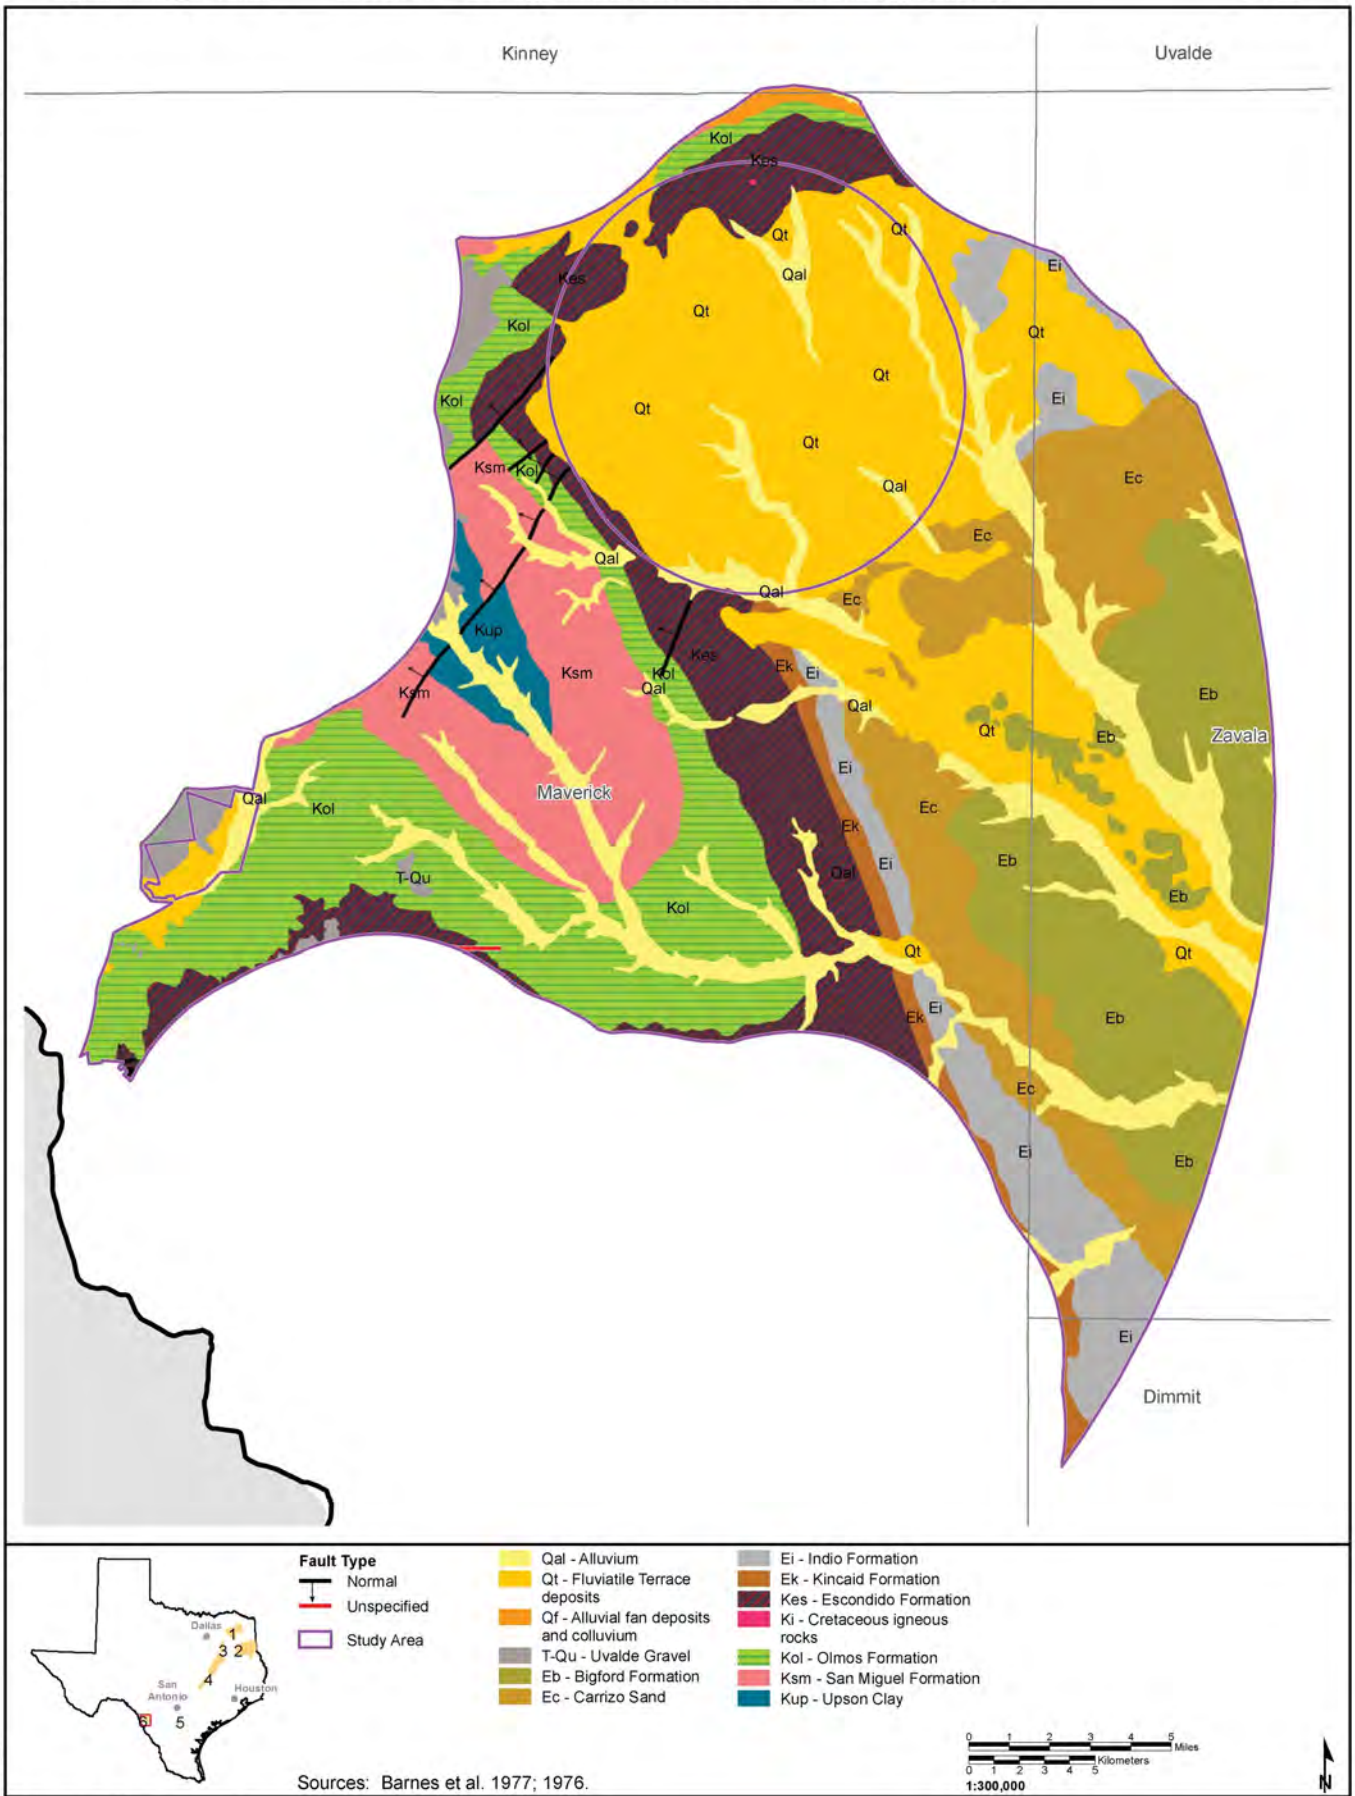 Kinney
Uvalde
Kol
Kes
Qt
Qt
Qal
Ei
Kes
Qt
Kol
Qt
Qt
Kol
Qt
Ei
Qt
Ksm
Kol
Ec
Qal
Ec
Qal
Qal
Ec
Kup
Kes
Ek
Ei
Ksm
Kol
Qal
Ksm
Eb
Qal
Qt
Eb
Zavala
Ei
Maverick
Qal
Kol
Ec
Ek
Eb
Ei
Qal
T-Qu
Eb
Kol
Qt
Qt
Ei
Ek
Eb
Ec
Ei
Eb
Ei
Dimmit
Fault Type
Normal
Unspecified
Study Area
Qal - Alluvium
Qt - Fluviatile Terrace
deposits
Qf - Alluvial fan deposits
and colluvium
T-Qu - Uvalde Gravel
Eb - Bigford Formation
Ec - Carrizo Sand
Ei - Indio Formation
Ek - Kincaid Formation
Kes - Escondido Formation
Ki - Cretaceous igneous
rocks
Kol - Olmos Formation
Ksm - San Miguel Formation
Kup - Upson Clay
Dallas
1
3 2
4
San
Antonio
Houston
6
5
0 1 2 3 4 5
Miles
Kilometers
0 1 2 3 4 5
1:300,000
N
Sources: Barnes et al. 1977; 1976.